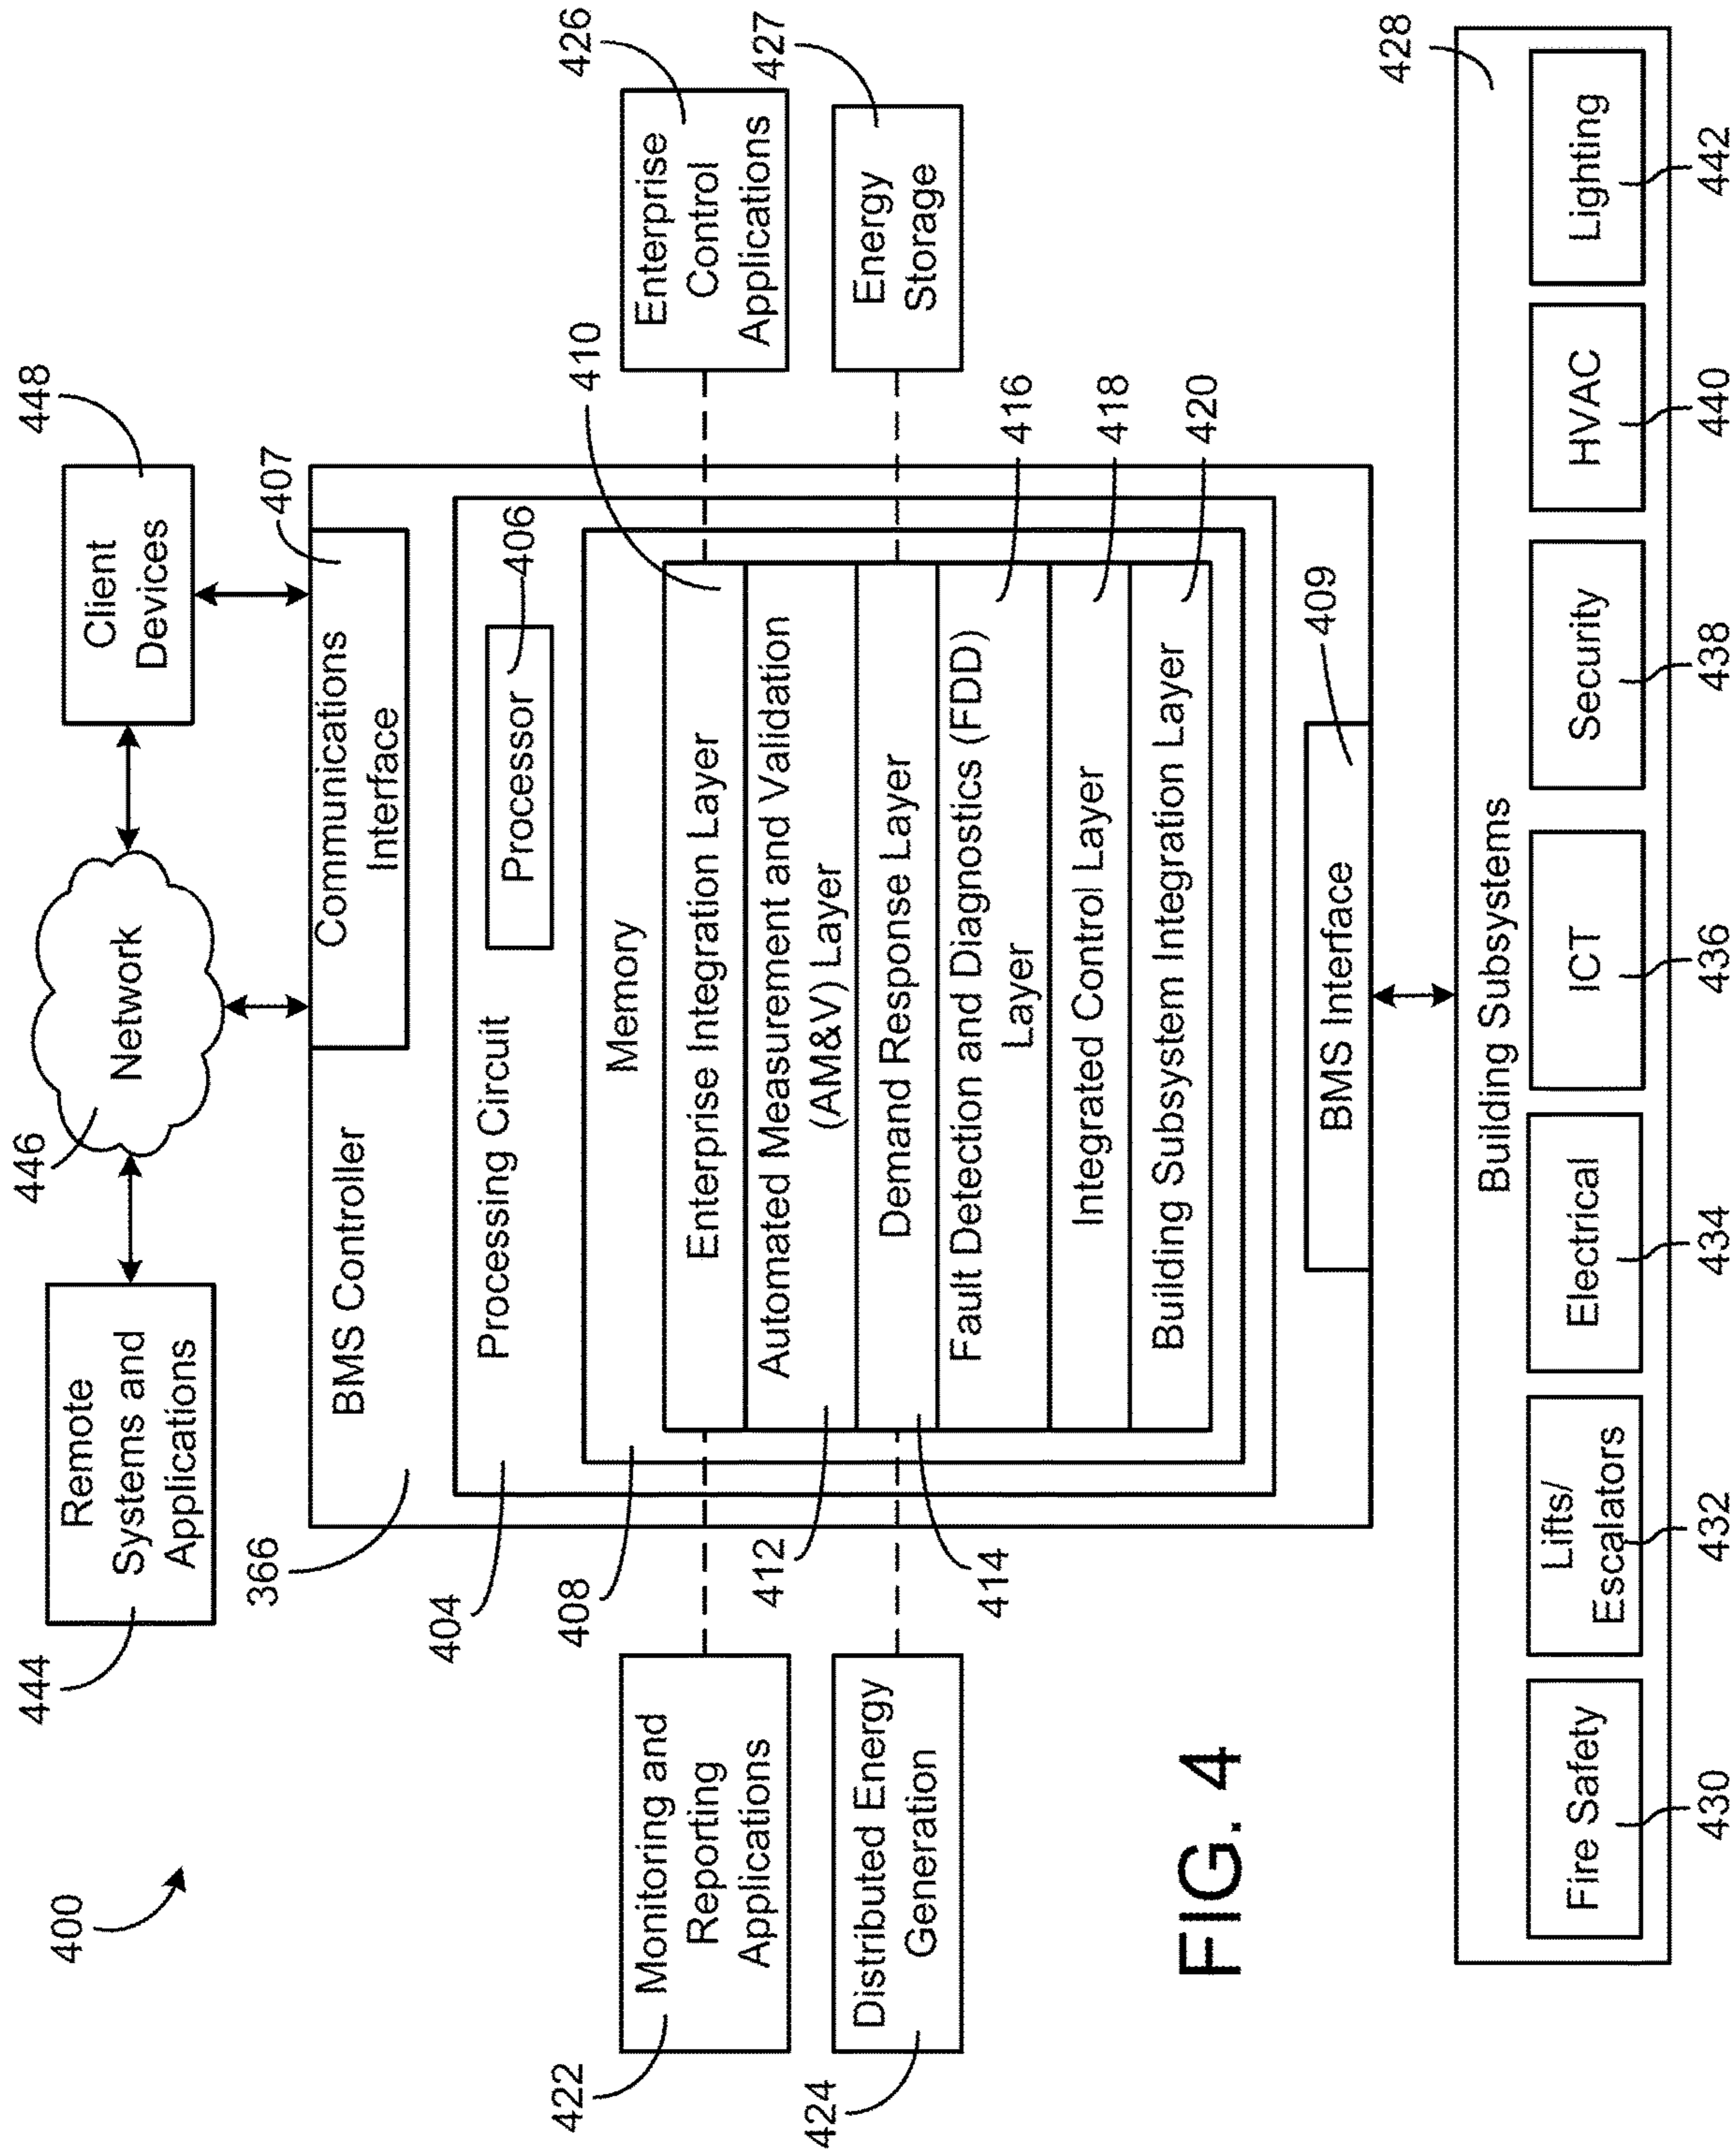 400
444
Remote
Systems and
Applications
446
Network
Client
Devices
448
366
BMS Controller
Communications
Interface
407
404
Processing Circuit
Processor
406
408
Memory
410
Enterprise Integration Layer
Automated Measurement and Validation
(AM&V) Layer
412
Demand Response Layer
414
Fault Detection and Diagnostics (FDD)
Layer
416
Integrated Control Layer
418
Building Subsystem Integration Layer
420
BMS Interface
409
422
Monitoring and
Reporting
Applications
424
Distributed Energy
Generation
Enterprise
Control
Applications
426
Energy
Storage
427
FIG. 4
Building Subsystems
428
Fire Safety
Lifts/
Escalators
Electrical
ICT
Security
HVAC
Lighting
430
432
434
436
438
440
442